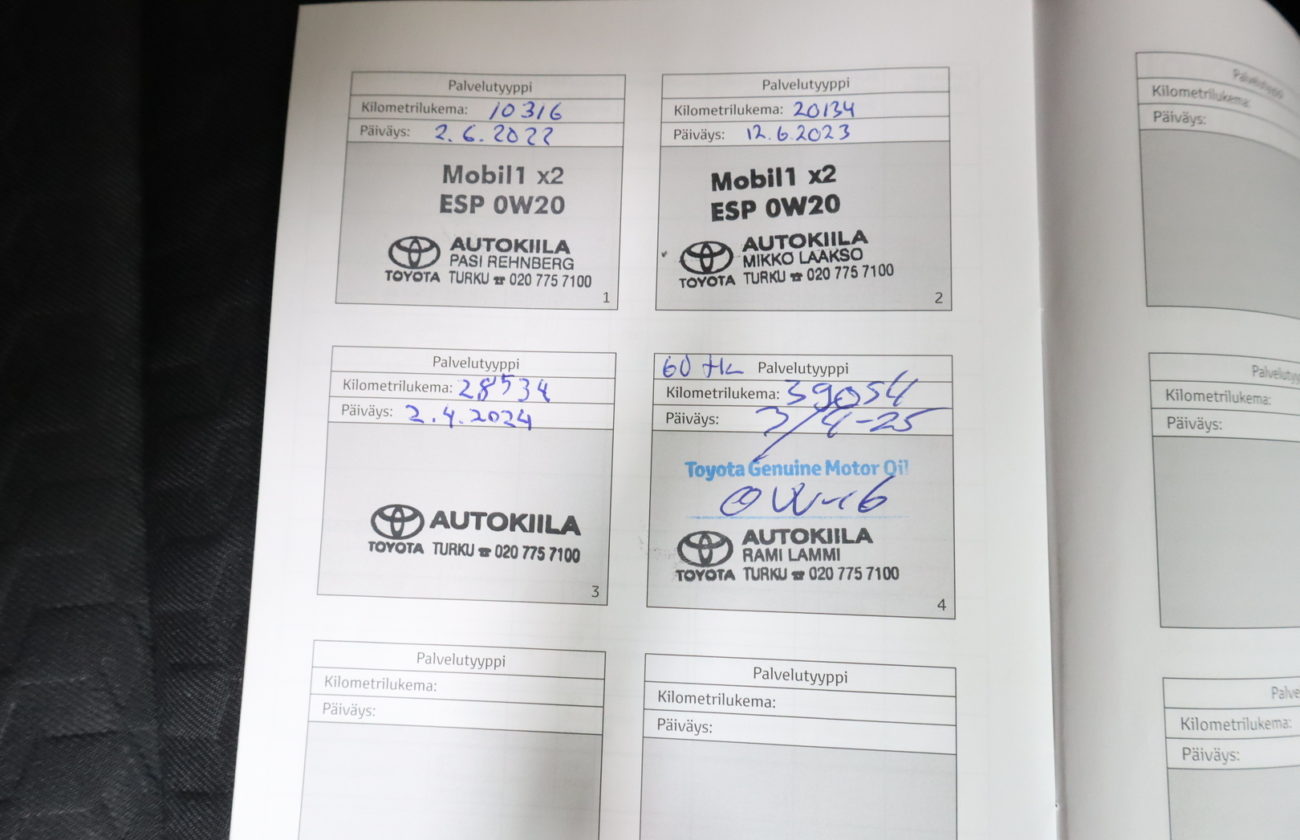 Palvelutyyppi
Kilometrilukema: 10316
Päiväys: 2.6.2022
Mobil1 x2
ESP 0W20
AUTOKIILA
PASI REHNBERG
TOYOTA TURKU ☎ 020 775 7100
1
Palvelutyyppi
Kilometrilukema: 20134
Päiväys: 12.6.2023
Mobil1 x2
ESP 0W20
AUTOKIILA
MIKKO LAAKSO
TOYOTA TURKU ☎ 020 775 7100
2
Palvelutyyppi
Kilometrilukema: 28534
Päiväys: 2.4.2024
AUTOKIILA
TOYOTA TURKU ☎ 020 775 7100
3
60 Palvelutyyppi
Kilometrilukema: 39054
Päiväys: 3/4-25
Toyota Genuine Motor Oil
0W-16
AUTOKIILA
RAMI LAMMI
TOYOTA TURKU ☎ 020 775 7100
4
Palvelutyyppi
Kilometrilukema:
Päiväys:
Palvelutyyppi
Kilometrilukema:
Päiväys:
Palvelutyyppi
Kilometrilukema:
Päiväys:
Kilometrilukema:
Päiväys:
Kilometrilukema:
Päiväys: